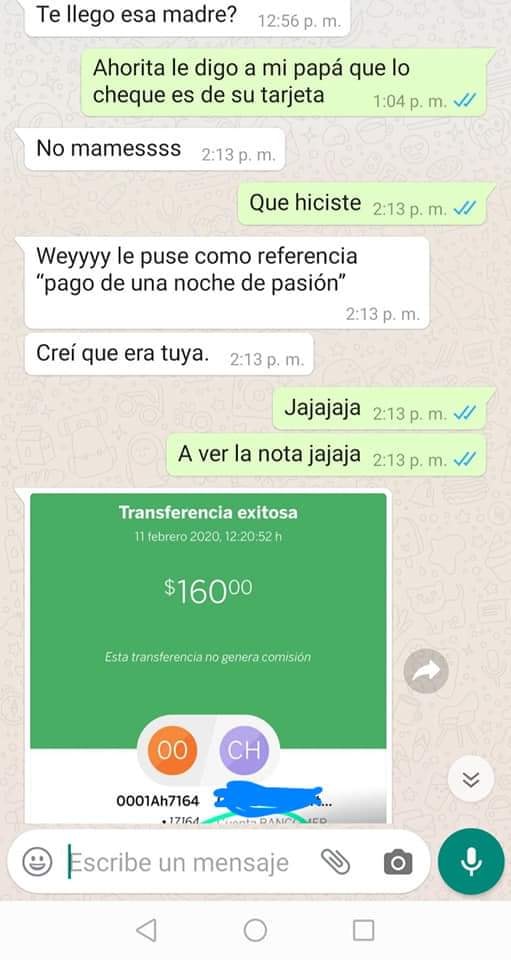 Te llego esa madre? 12:56 p. m.
Ahorita le digo a mi papá que lo
cheque es de su tarjeta 1:04 p. m.
No mamessss 2:13 p. m.
Que hiciste 2:13 p. m.
Weyyyy le puse como referencia
“pago de una noche de pasión”
2:13 p. m.
Creí que era tuya. 2:13 p. m.
Jajajaja 2:13 p. m.
A ver la nota jajaja 2:13 p. m.
Transferencia exitosa
11 febrero 2020, 12:20:52 h
$160⁰⁰
Esta transferencia no genera comisión
OO CH
0001Ah7164
•17164 Cuenta BANCOMER
Escribe un mensaje